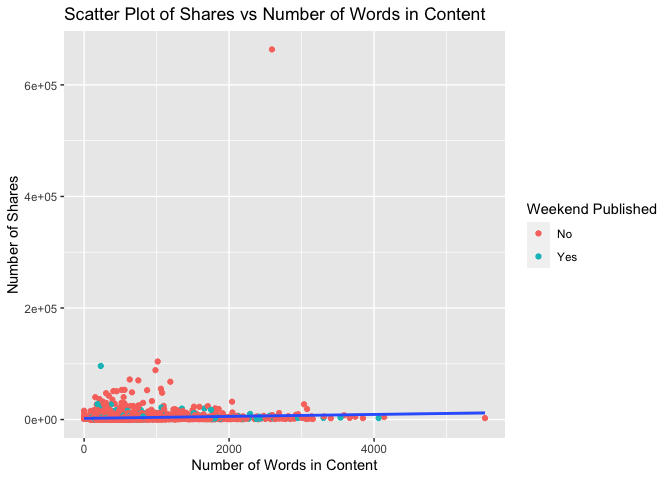 Scatter Plot of Shares vs Number of Words in Content
6e+05
4e+05
2e+05
0e+00
Number of Shares
0
2000
4000
Number of Words in Content
Weekend Published
No
Yes